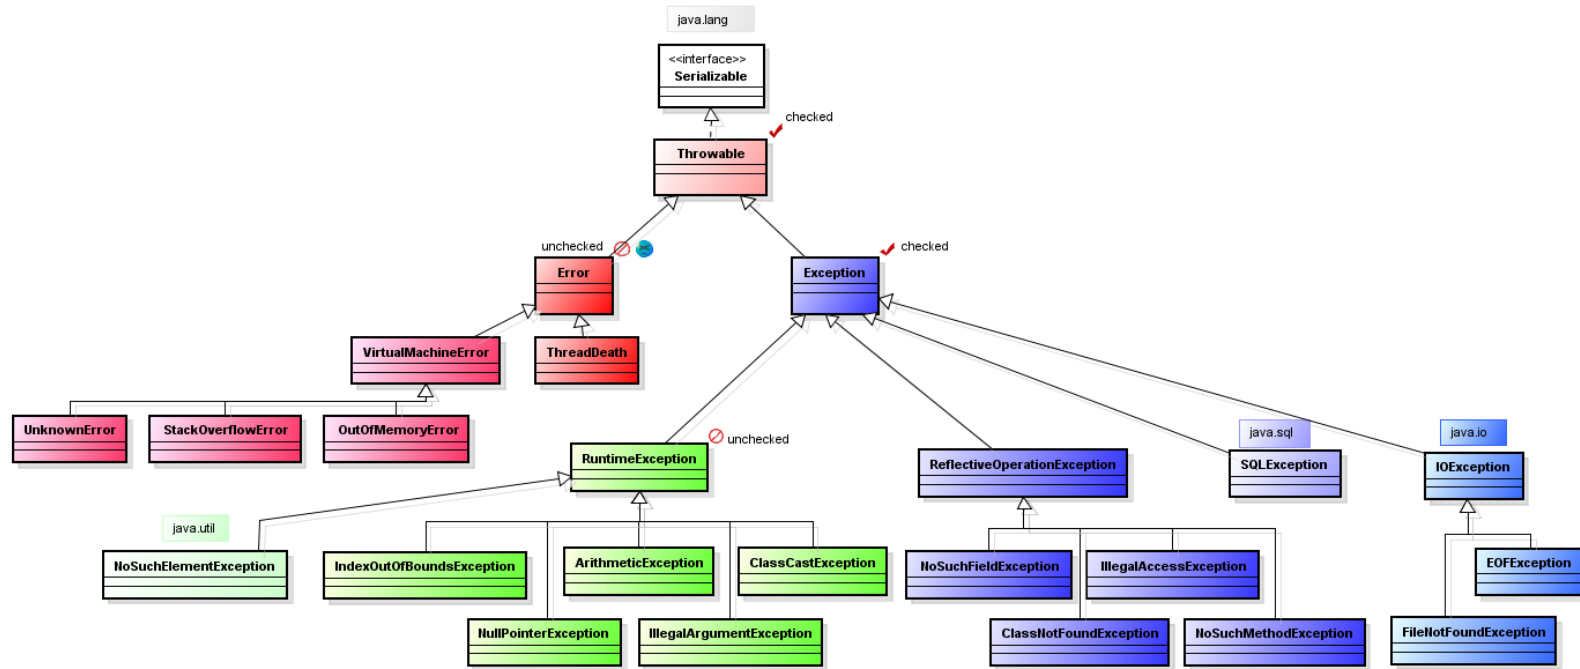 java.lang
<<interface>>
Serializable
checked
Throwable
unchecked
checked
Error
Exception
VirtualMachineError
ThreadDeath
UnknownError
StackOverflowError
OutOfMemoryError
unchecked
java.sql
java.io
RuntimeException
ReflectiveOperationException
SQLException
IOException
java.util
NoSuchElementException
IndexOutOfBoundsException
ArithmeticException
ClassCastException
NoSuchFieldException
IllegalAccessException
EOFException
NullPointerException
IllegalArgumentException
ClassNotFoundException
NoSuchMethodException
FileNotFoundException